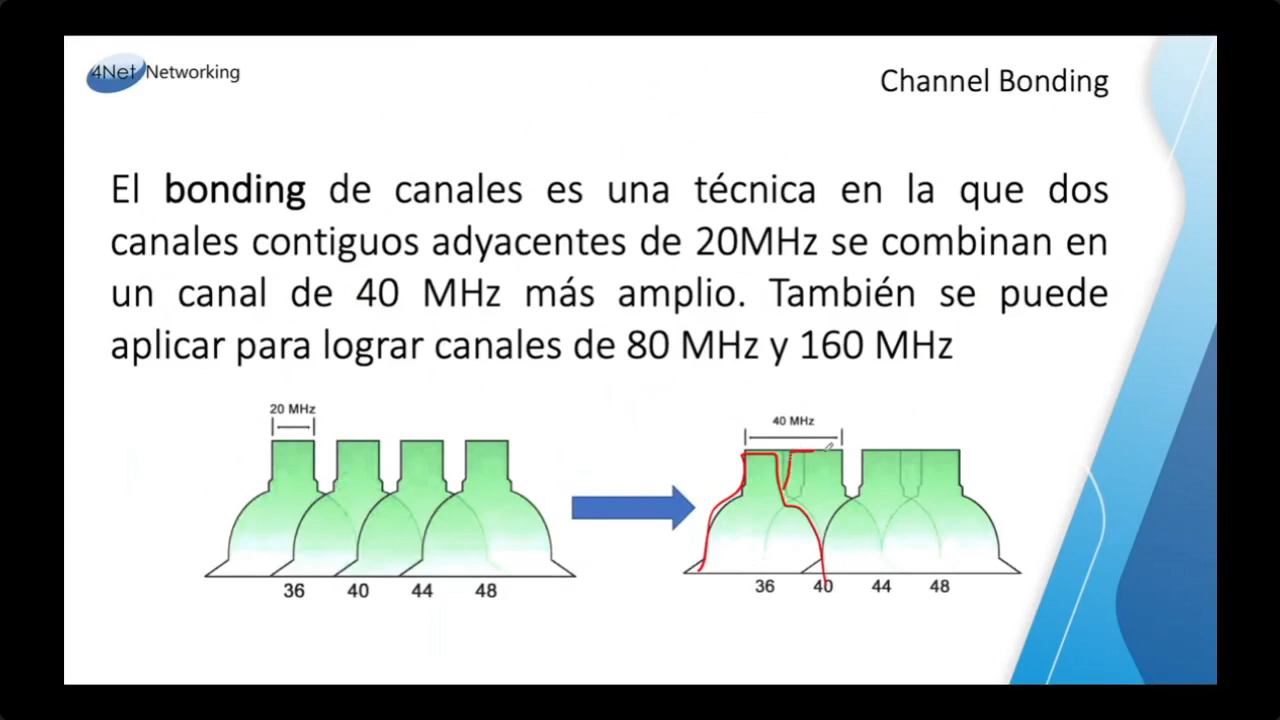 4Net Networking
Channel Bonding
El bonding de canales es una técnica en la que dos
canales contiguos adyacentes de 20MHz se combinan en
un canal de 40 MHz más amplio. También se puede
aplicar para lograr canales de 80 MHz y 160 MHz
20 MHz
36 40 44 48
40 MHz
36 40 44 48